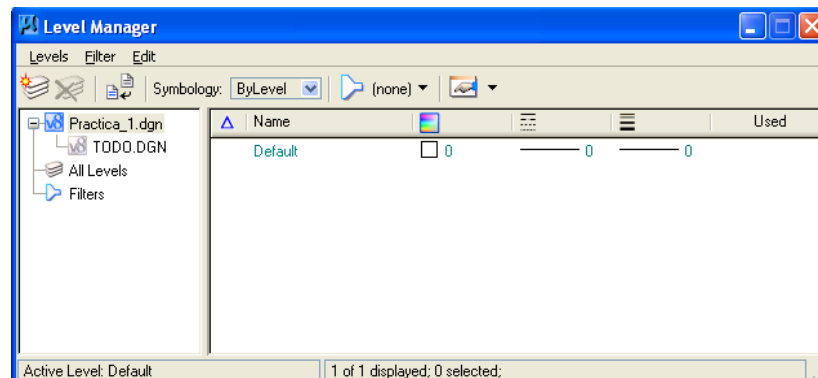 Level Manager
Levels Filter Edit
Symbology: ByLevel (none)
Practica_1.dgn
TODO.DGN
All Levels
Filters
Name Used
Default 0 0 0
Active Level: Default 1 of 1 displayed; 0 selected;